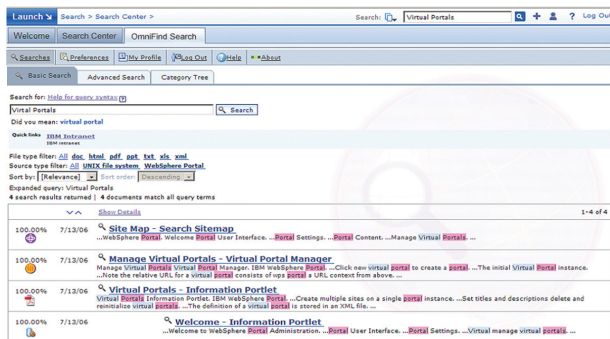 Launch Search > Search Center > Search: Virtual Portals ? Log Out
Welcome Search Center OmniFind Search
Searches Preferences My Profile Log Out Help About
Basic Search Advanced Search Category Tree
Search for: Help for query syntax
Virtal Portals Search
Did you mean: virtual portal
Quick links IBM Intranet
IBM intranet
File type filter: All doc html pdf ppt txt xls xml
Source type filter: All UNIX file system WebSphere Portal
Sort by: [Relevance] Sort order: Descending
Expanded query: Virtual Portals
4 search results returned | 4 documents match all query terms
Show Details 1-4 of 4
100.00% 7/13/06 Site Map - Search Sitemap
...WebSphere Portal. Welcome Portal User Interface. ...Portal Settings. ...Portal Content. ...Manage Virtual Portals. ...
100.00% 7/13/06 Manage Virtual Portals - Virtual Portal Manager
Manage Virtual Portals Virtual Portal Manager. IBM WebSphere Portal. ...Click new virtual portal to create a portal. ...The initial Virtual Portal instance.
...Note the relative URL for a virtual portal consists of vps portal a URL context from above. ...
100.00% 7/13/06 Virtual Portals - Information Portlet
Virtual Portals Information Portlet. IBM WebSphere Portal. ...Create multiple sites on a single portal instance. ...Set titles and descriptions delete and
reinitialize virtual portals. ...The definition of a virtual portal is stored in an XML file. ...
100.00% 7/13/06 Welcome - Information Portlet
...Welcome to WebSphere Portal Administration. ...Portal User Interface. ...Portal Settings. ...Virtual manage virtual portals. ...